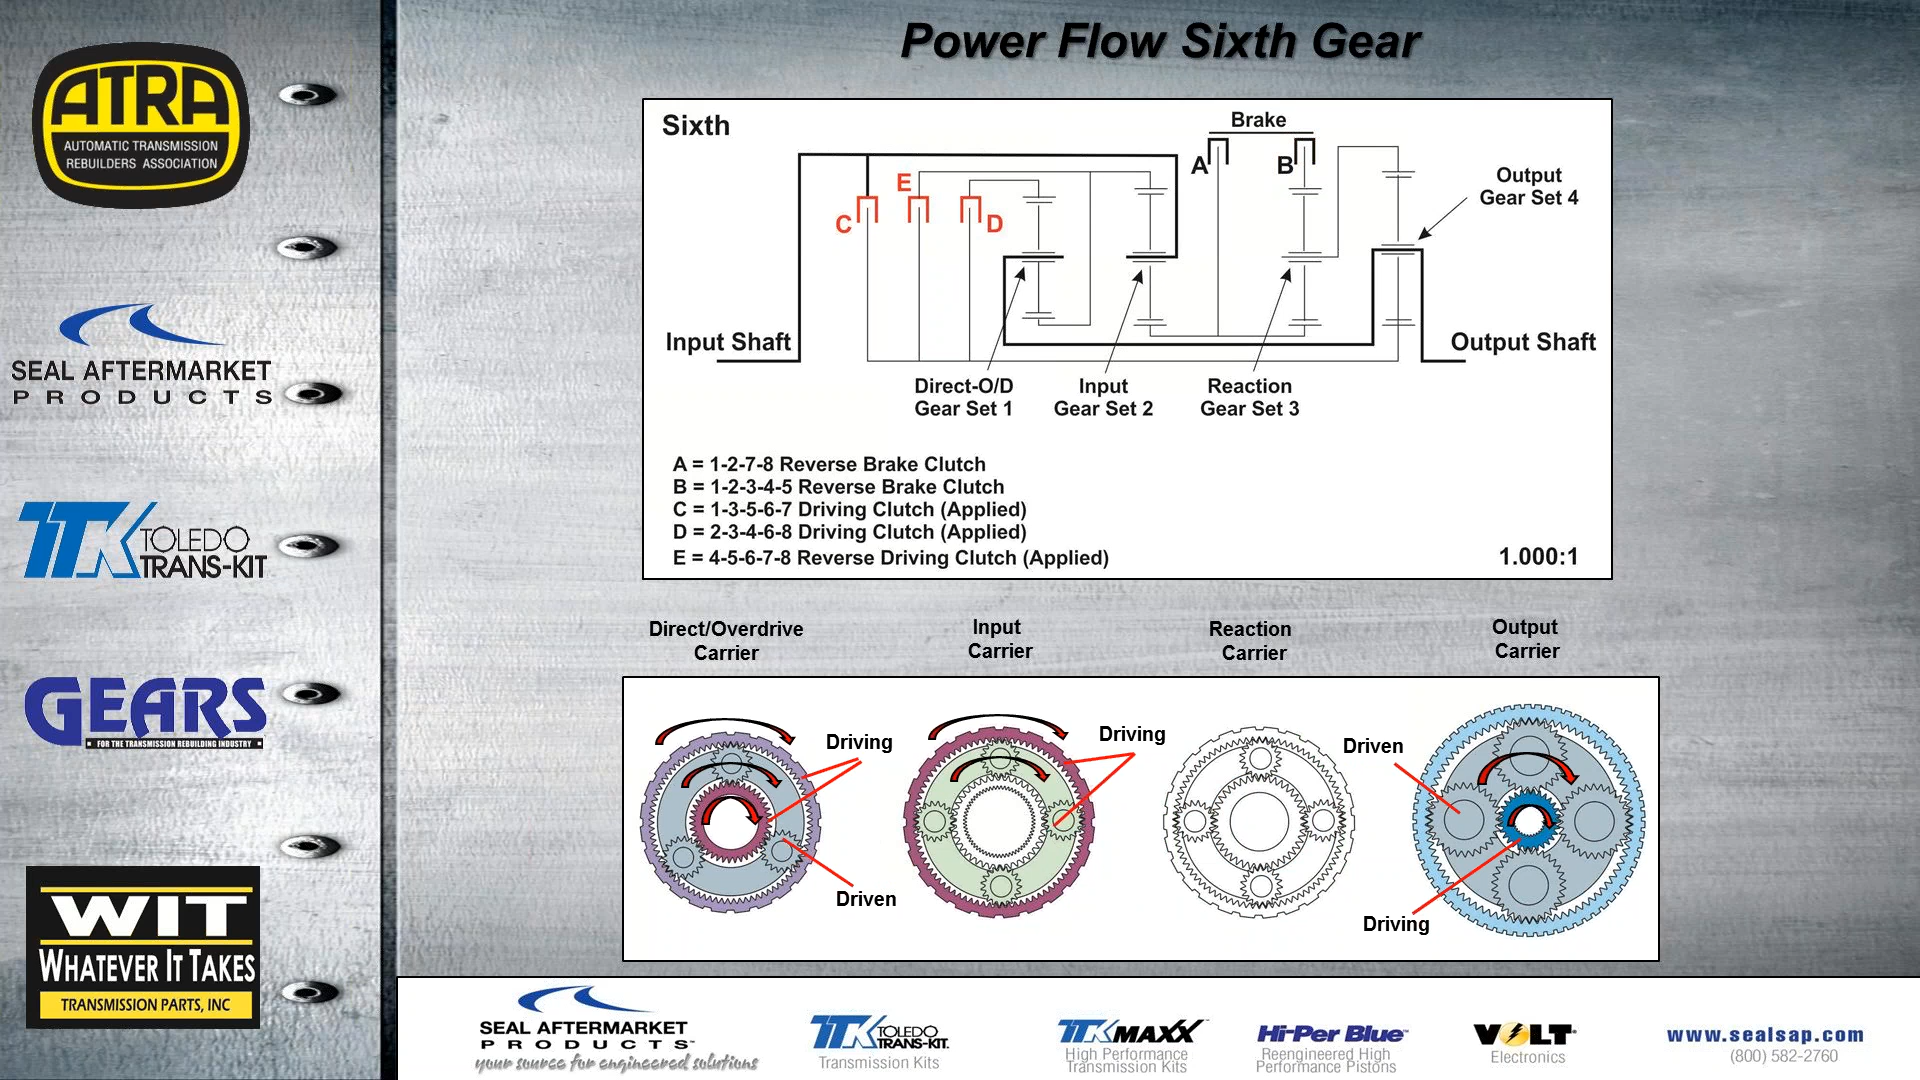 Power Flow Sixth Gear
ATRA
AUTOMATIC TRANSMISSION
REBUILDERS ASSOCIATION
SEAL AFTERMARKET
PRODUCTS
TTK TOLEDO
TRANS-KIT
GEARS
FOR THE TRANSMISSION REBUILDING INDUSTRY
WIT
WHATEVER IT TAKES
TRANSMISSION PARTS, INC
Sixth
Brake
A
B
C
E
D
Output
Gear Set 4
Input Shaft
Output Shaft
Direct-O/D
Gear Set 1
Input
Gear Set 2
Reaction
Gear Set 3
A = 1-2-7-8 Reverse Brake Clutch
B = 1-2-3-4-5 Reverse Brake Clutch
C = 1-3-5-6-7 Driving Clutch (Applied)
D = 2-3-4-6-8 Driving Clutch (Applied)
E = 4-5-6-7-8 Reverse Driving Clutch (Applied)
1.000:1
Direct/Overdrive
Carrier
Input
Carrier
Reaction
Carrier
Output
Carrier
Driving
Driven
Driving
Driven
Driving
SEAL AFTERMARKET
PRODUCTS™
your source for engineered solutions
TTK TOLEDO
TRANS-KIT.
Transmission Kits
TTKMAXX™
High Performance
Transmission Kits
Hi-Per Blue™
Reengineered High
Performance Pistons
VOLT
Electronics
www.sealsap.com
(800) 582-2760